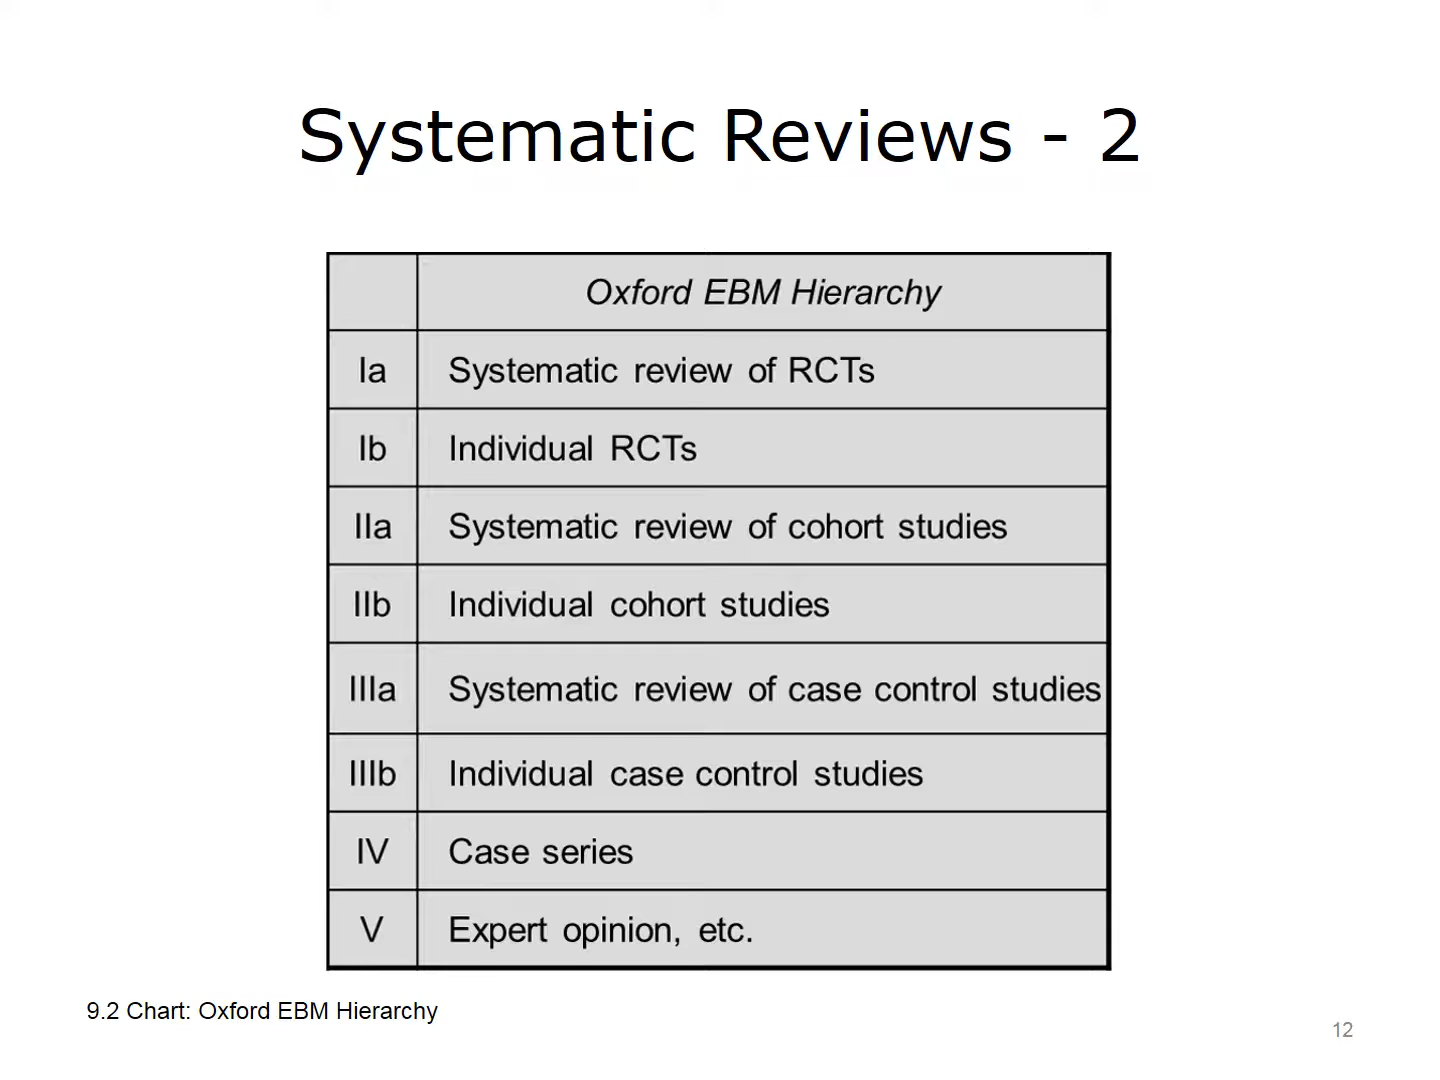 Systematic Reviews - 2
Oxford EBM Hierarchy
Ia Systematic review of RCTs
Ib Individual RCTs
IIa Systematic review of cohort studies
IIb Individual cohort studies
IIIa Systematic review of case control studies
IIIb Individual case control studies
IV Case series
V Expert opinion, etc.
9.2 Chart: Oxford EBM Hierarchy
12